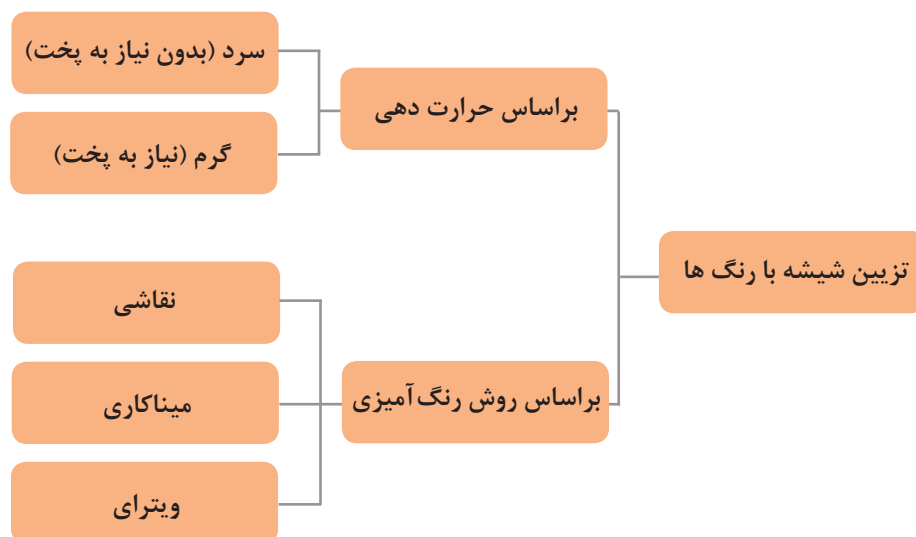 تزیین شیشه با رنگ ها
براساس حرارت دهی
سرد (بدون نیاز به پخت)
گرم (نیاز به پخت)
براساس روش رنگ آمیزی
نقاشی
میناکاری
ویترای